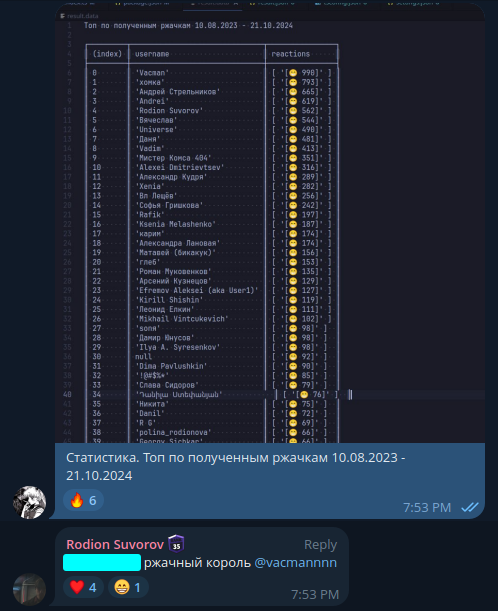 result.data
Топ по полученным ржачкам 10.08.2023 - 21.10.2024
(index) username reactions
0 'Vacman' [ '[😁 990]' ]
1 'хомка' [ '[😁 793]' ]
2 'Андрей Стрельников' [ '[😁 665]' ]
3 'Andrei' [ '[😁 619]' ]
4 'Rodion Suvorov' [ '[😁 562]' ]
5 'Вячеслав' [ '[😁 544]' ]
6 'Universe' [ '[😁 490]' ]
7 'Даня' [ '[😁 481]' ]
8 'Vadim' [ '[😁 413]' ]
9 'Мистер Комса 404' [ '[😁 351]' ]
10 'Alexei Dmitrievtsev' [ '[😁 316]' ]
11 'Александр Кудря' [ '[😁 289]' ]
12 'Xenia' [ '[😁 282]' ]
13 'Вл Лещёв' [ '[😁 256]' ]
14 'Софья Гришкова' [ '[😁 242]' ]
15 'Rafik' [ '[😁 197]' ]
16 'Ksenia Melashenko' [ '[😁 187]' ]
17 'карим' [ '[😁 174]' ]
18 'Александра Лановая' [ '[😁 174]' ]
19 'Матавей (бикакук)' [ '[😁 156]' ]
20 'глеб' [ '[😁 153]' ]
21 'Роман Муковенков' [ '[😁 135]' ]
22 'Арсений Кузнецов' [ '[😁 129]' ]
23 'Efremov Aleksei (aka User1)' [ '[😁 127]' ]
24 'Kirill Shishin' [ '[😁 119]' ]
25 'Леонид Елкин' [ '[😁 111]' ]
26 'Mikhail Vintcukevich' [ '[😁 102]' ]
27 'soпя' [ '[😁 98]' ]
28 'Дамир Юнусов' [ '[😁 98]' ]
29 'Ilya A. Syresenkov' [ '[😁 98]' ]
30 null [ '[😁 92]' ]
31 'Dima Pavlushkin' [ '[😁 90]' ]
32 '!@#$%*' [ '[😁 85]' ]
33 'Слава Сидоров' [ '[😁 79]' ]
34 [ '[😁 76]' ]
35 'Никита' [ '[😁 75]' ]
36 'Danil' [ '[😁 72]' ]
37 'R G' [ '[😁 69]' ]
38 'polina_rodionova' [ '[😁 66]' ]
39 'Georgy Sichkar' [ '[😁 66]' ]
Статистика. Топ по полученным ржачкам 10.08.2023 -
21.10.2024
🔥 6
7:53 PM
Rodion Suvorov 35 Reply
ржачный король @vacmannnn
❤ 4 😁 1
7:53 PM